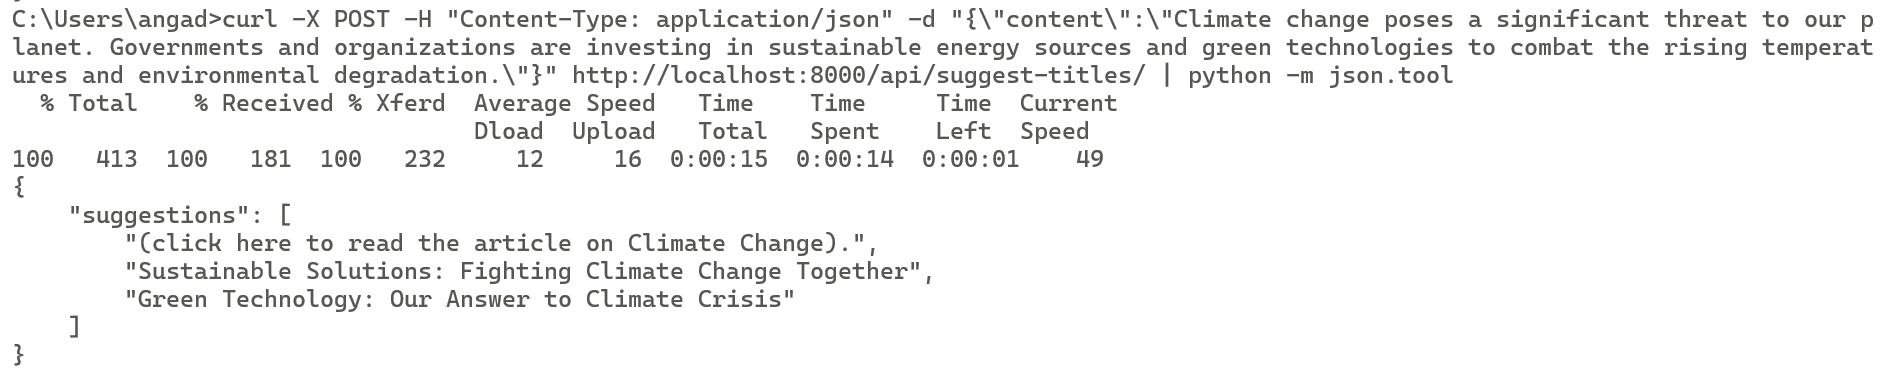 C:\Users\angad>curl -X POST -H "Content-Type: application/json" -d "{\"content\":\"Climate change poses a significant threat to our p
lanet. Governments and organizations are investing in sustainable energy sources and green technologies to combat the rising temperat
ures and environmental degradation.\"}" http://localhost:8000/api/suggest-titles/ | python -m json.tool
  % Total    % Received % Xferd  Average Speed   Time    Time     Time  Current
                                 Dload  Upload   Total   Spent    Left  Speed
100   413  100   181  100   232     12     16  0:00:15  0:00:14  0:00:01    49
{
    "suggestions": [
        "(click here to read the article on Climate Change).",
        "Sustainable Solutions: Fighting Climate Change Together",
        "Green Technology: Our Answer to Climate Crisis"
    ]
}